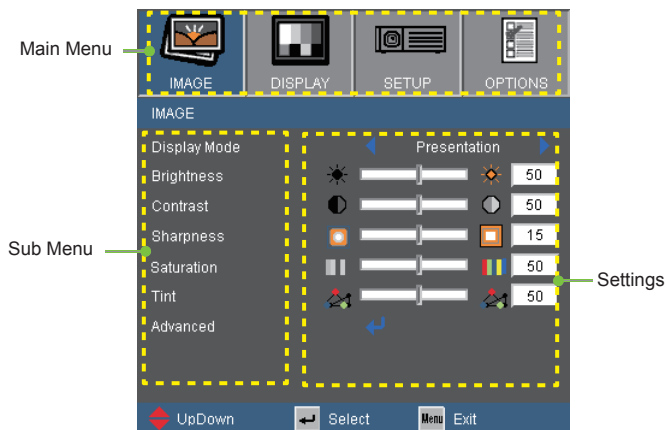 Main Menu
IMAGE DISPLAY SETUP OPTIONS
IMAGE
Display Mode Presentation
Brightness 50
Contrast 50
Sharpness 15
Sub Menu
Saturation 50
Settings
Tint 50
Advanced
UpDown Select Menu Exit